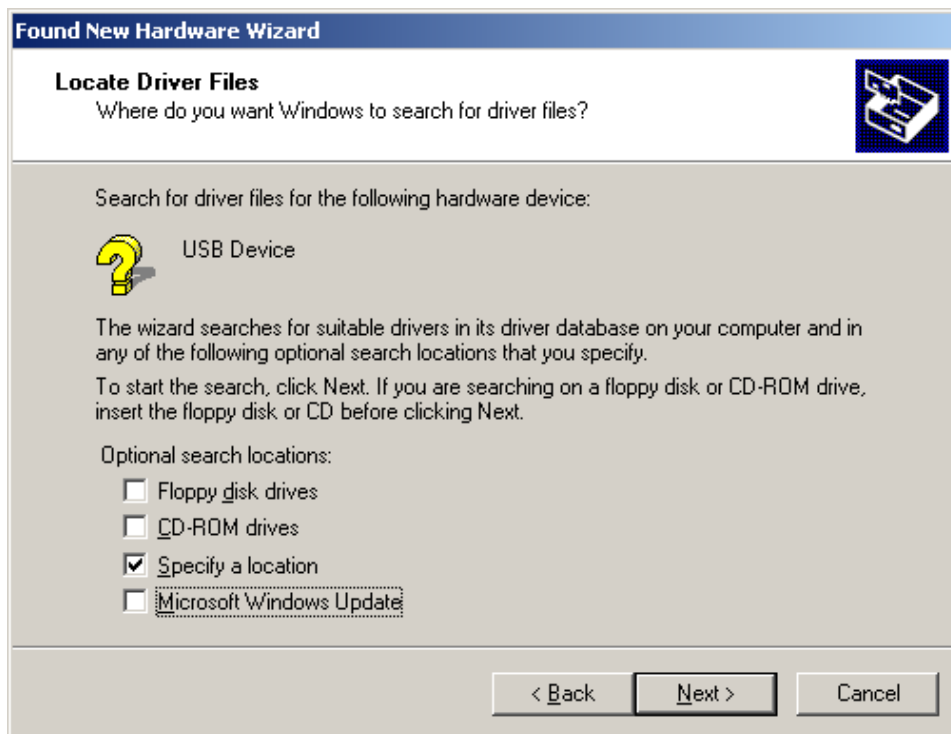 Found New Hardware Wizard
Locate Driver Files
Where do you want Windows to search for driver files?
Search for driver files for the following hardware device:
USB Device
The wizard searches for suitable drivers in its driver database on your computer and in
any of the following optional search locations that you specify.
To start the search, click Next. If you are searching on a floppy disk or CD-ROM drive,
insert the floppy disk or CD before clicking Next.
Optional search locations:
Floppy disk drives
CD-ROM drives
Specify a location
Microsoft Windows Update
< Back Next > Cancel